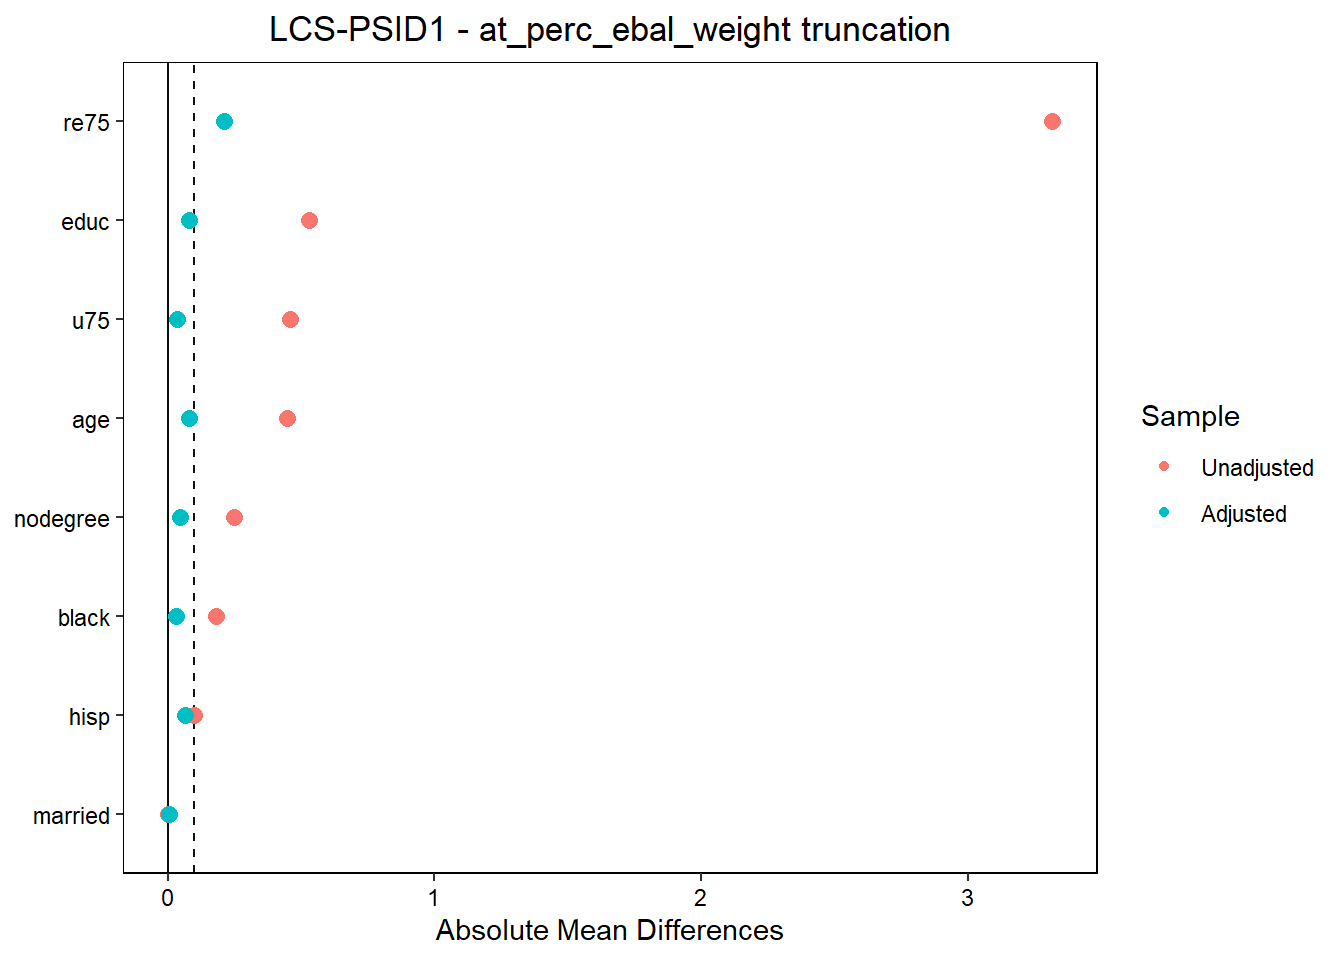 LCS-PSID1 - at_perc_ebal_weight truncation
re75
educ
u75
age
nodegree
black
hisp
married
0 1 2 3
Absolute Mean Differences
Sample
Unadjusted
Adjusted